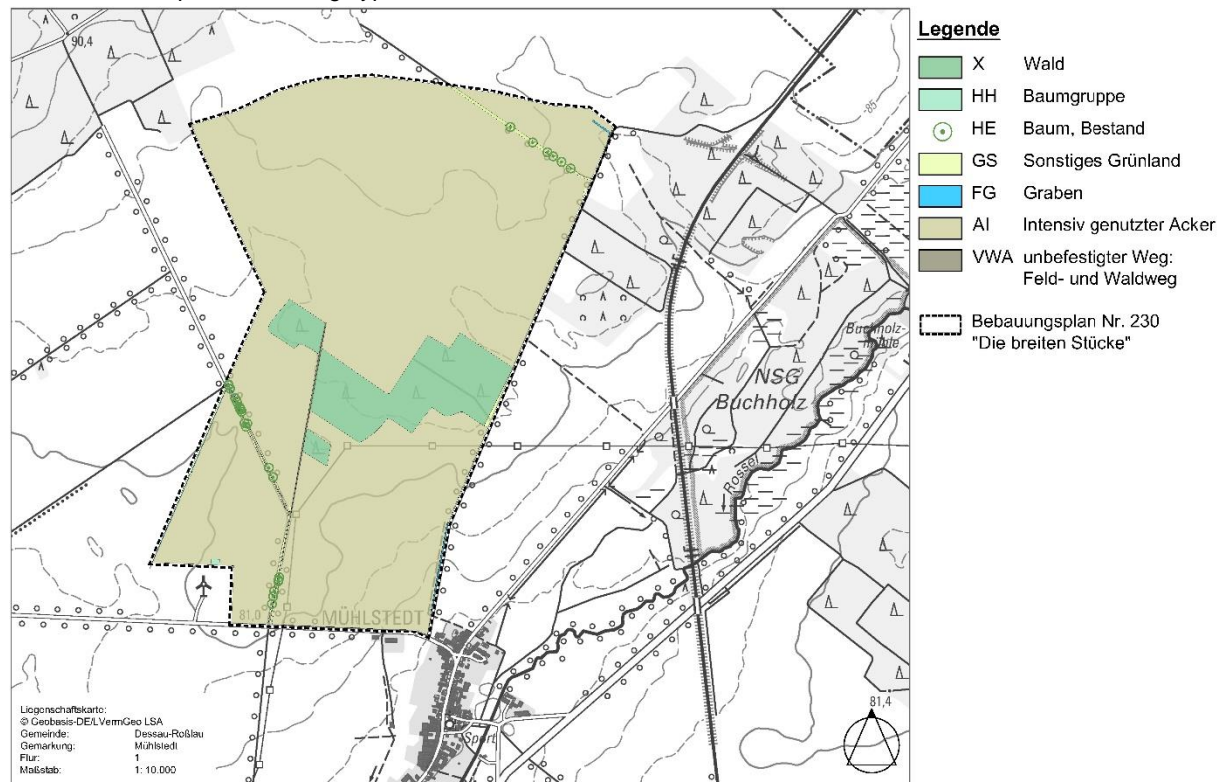 90,4
Legende
X Wald
HH Baumgruppe
HE Baum, Bestand
GS Sonstiges Grünland
FG Graben
AI Intensiv genutzter Acker
VWA unbefestigter Weg:
Feld- und Waldweg
Bebauungsplan Nr. 230
"Die breiten Stücke"
85
Buchholz-
mühle
NSG
Buchholz
Rossel
81,0
MÜHLSTEDT
Sport
81,4
Liegenschaftskarte:
© Geobasis-DE/LVermGeo LSA
Gemeinde: Dessau-Roßlau
Gemarkung: Mühlstedt
Flur: 1
Maßstab: 1: 10.000